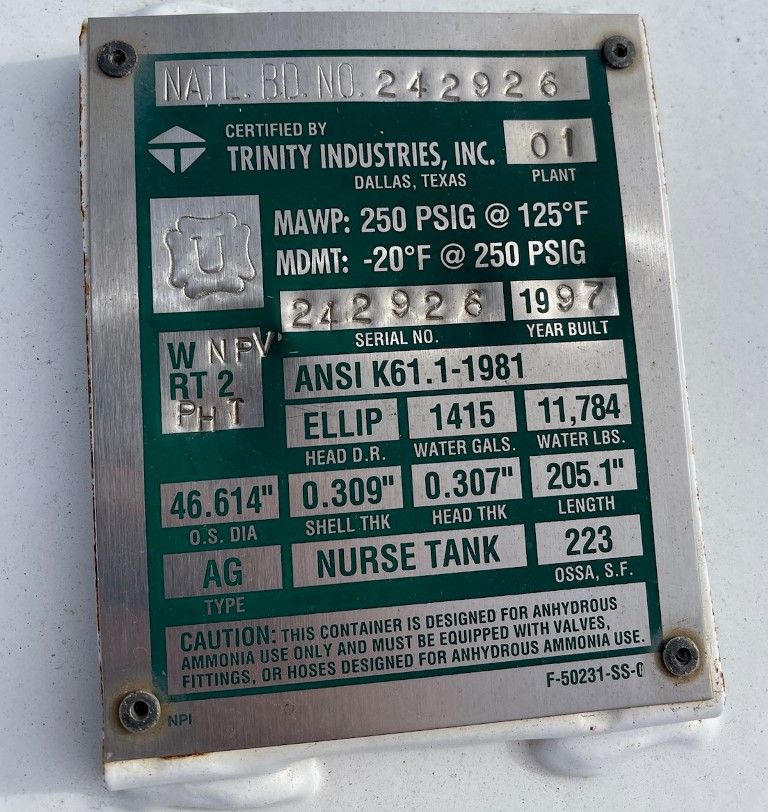 NAT'L. BD. NO. 242926
CERTIFIED BY
TRINITY INDUSTRIES, INC.
DALLAS, TEXAS
01
PLANT
U
MAWP: 250 PSIG @ 125°F
MDMT: -20°F @ 250 PSIG
242926
SERIAL NO.
1997
YEAR BUILT
W NPV
RT 2
PHT
ANSI K61.1-1981
ELLIP
HEAD D.R.
1415
WATER GALS.
11,784
WATER LBS.
46.614"
O.S. DIA
0.309"
SHELL THK
0.307"
HEAD THK
205.1"
LENGTH
AG
TYPE
NURSE TANK
223
OSSA, S.F.
CAUTION: THIS CONTAINER IS DESIGNED FOR ANHYDROUS
AMMONIA USE ONLY AND MUST BE EQUIPPED WITH VALVES,
FITTINGS, OR HOSES DESIGNED FOR ANHYDROUS AMMONIA USE.
NPI
F-50231-SS-0